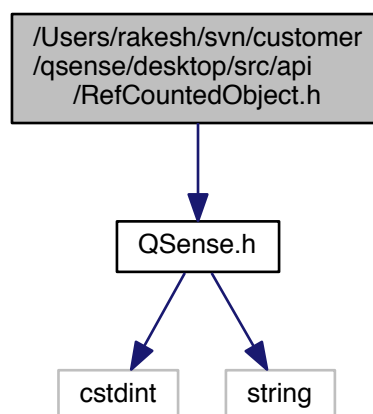 /Users/rakesh/svn/customer
/qsense/desktop/src/api
/RefCountedObject.h
QSense.h
cstdint
string